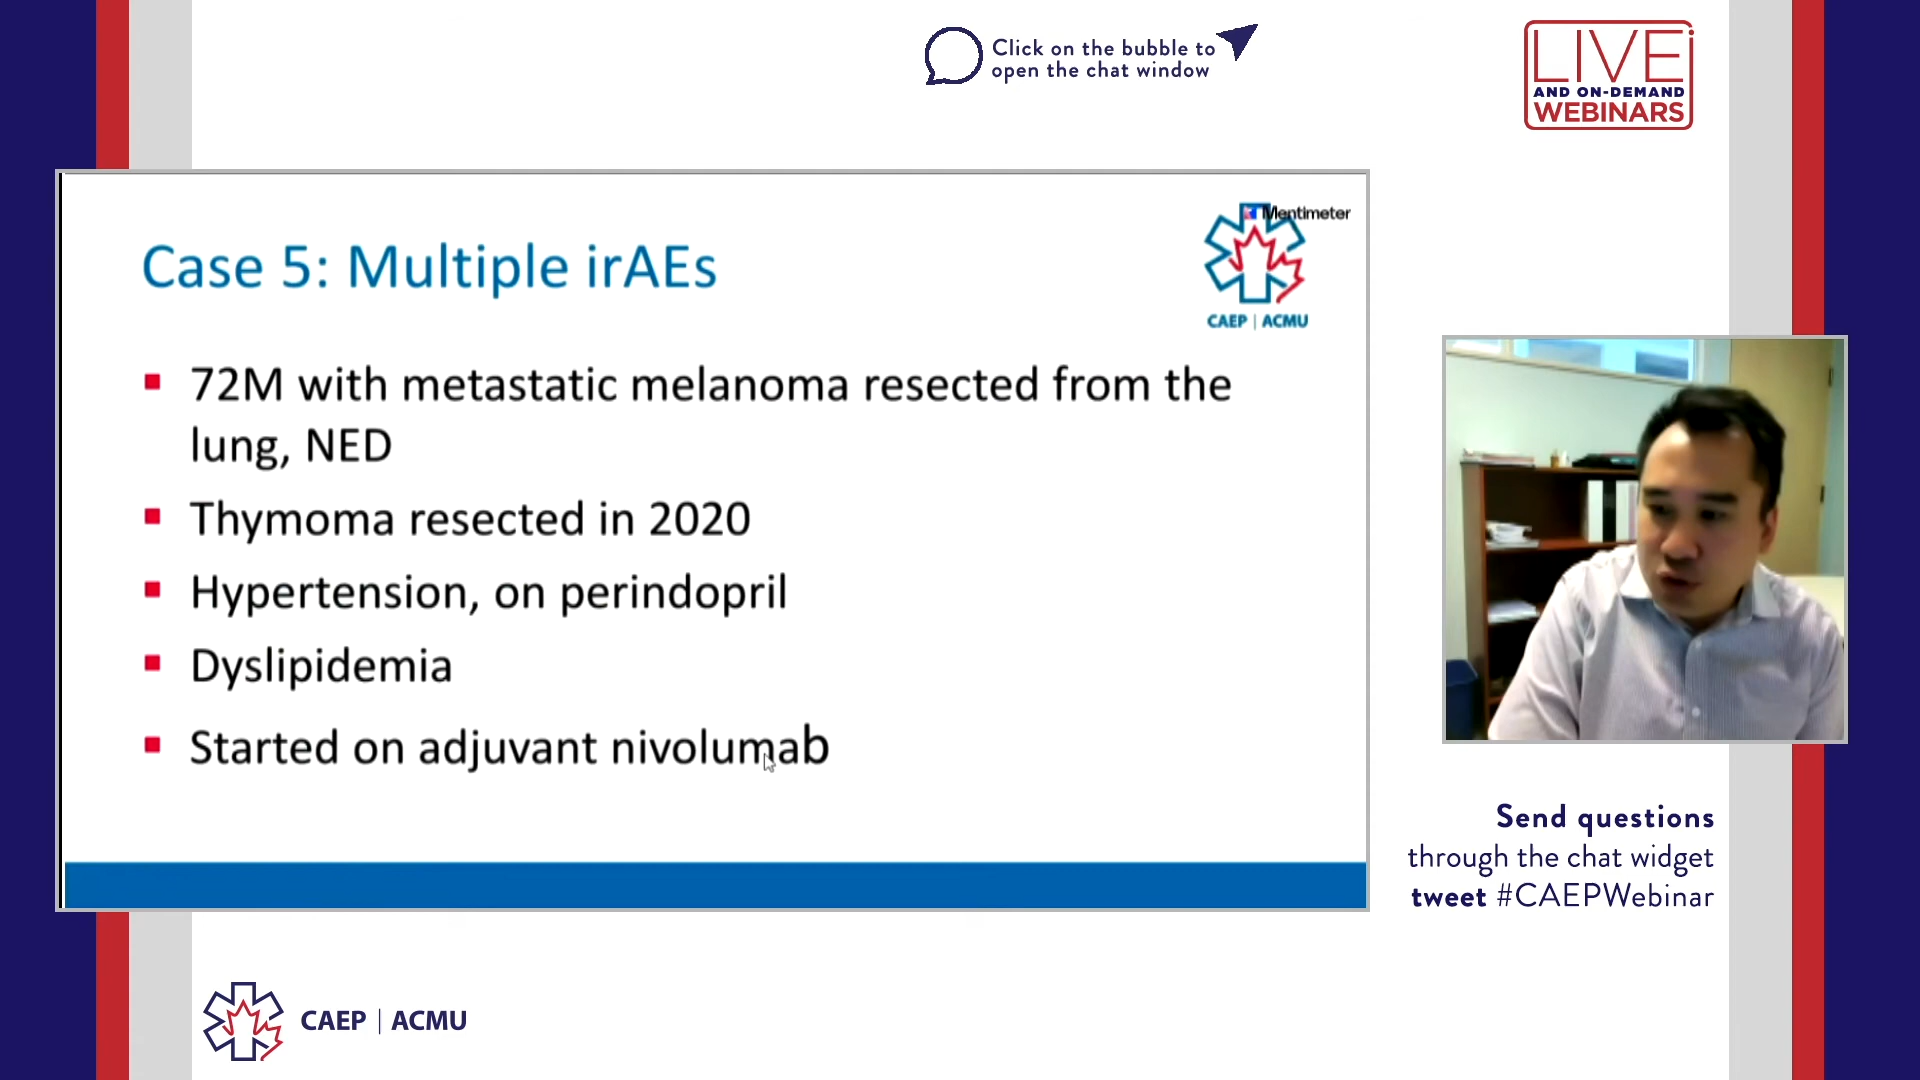 Click on the bubble to
open the chat window
LIVE
AND ON-DEMAND
WEBINARS
Mentimeter
CAEP | ACMU
Case 5: Multiple irAEs
72M with metastatic melanoma resected from the
lung, NED
Thymoma resected in 2020
Hypertension, on perindopril
Dyslipidemia
Started on adjuvant nivolumab
Send questions
through the chat widget
tweet #CAEPWebinar
CAEP | ACMU